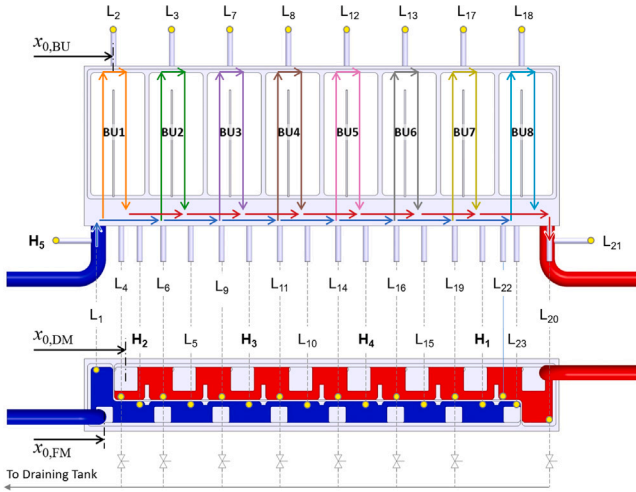 L2 L3 L7 L8 L12 L13 L17 L18
x0,BU
BU1 BU2 BU3 BU4 BU5 BU6 BU7 BU8
H5 L21
L4 L6 L9 L11 L14 L16 L19 L22
L1 L20
x0,DM H2 L5 H3 L10 H4 L15 H1 L23
x0,FM
To Draining Tank